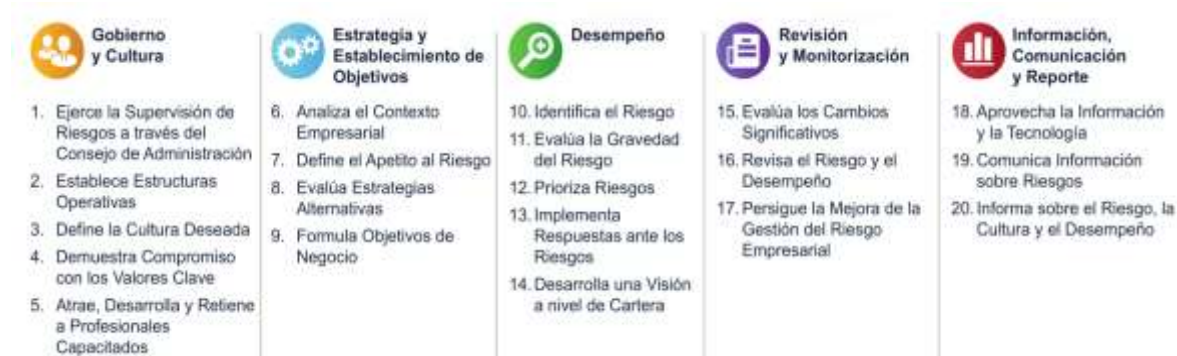 Gobierno
y Cultura
1. Ejerce la Supervisión de
Riesgos a través del
Consejo de Administración
2. Establece Estructuras
Operativas
3. Define la Cultura Deseada
4. Demuestra Compromiso
con los Valores Clave
5. Atrae, Desarrolla y Retiene
a Profesionales
Capacitados
Estrategia y
Establecimiento de
Objetivos
6. Analiza el Contexto
Empresarial
7. Define el Apetito al Riesgo
8. Evalúa Estrategias
Alternativas
9. Formula Objetivos de
Negocio
Desempeño
10. Identifica el Riesgo
11. Evalúa la Gravedad
del Riesgo
12. Prioriza Riesgos
13. Implementa
Respuestas ante los
Riesgos
14. Desarrolla una Visión
a nivel de Cartera
Revisión
y Monitorización
15. Evalúa los Cambios
Significativos
16. Revisa el Riesgo y el
Desempeño
17. Persigue la Mejora de la
Gestión del Riesgo
Empresarial
Información,
Comunicación
y Reporte
18. Aprovecha la Información
y la Tecnología
19. Comunica Información
sobre Riesgos
20. Informa sobre el Riesgo, la
Cultura y el Desempeño